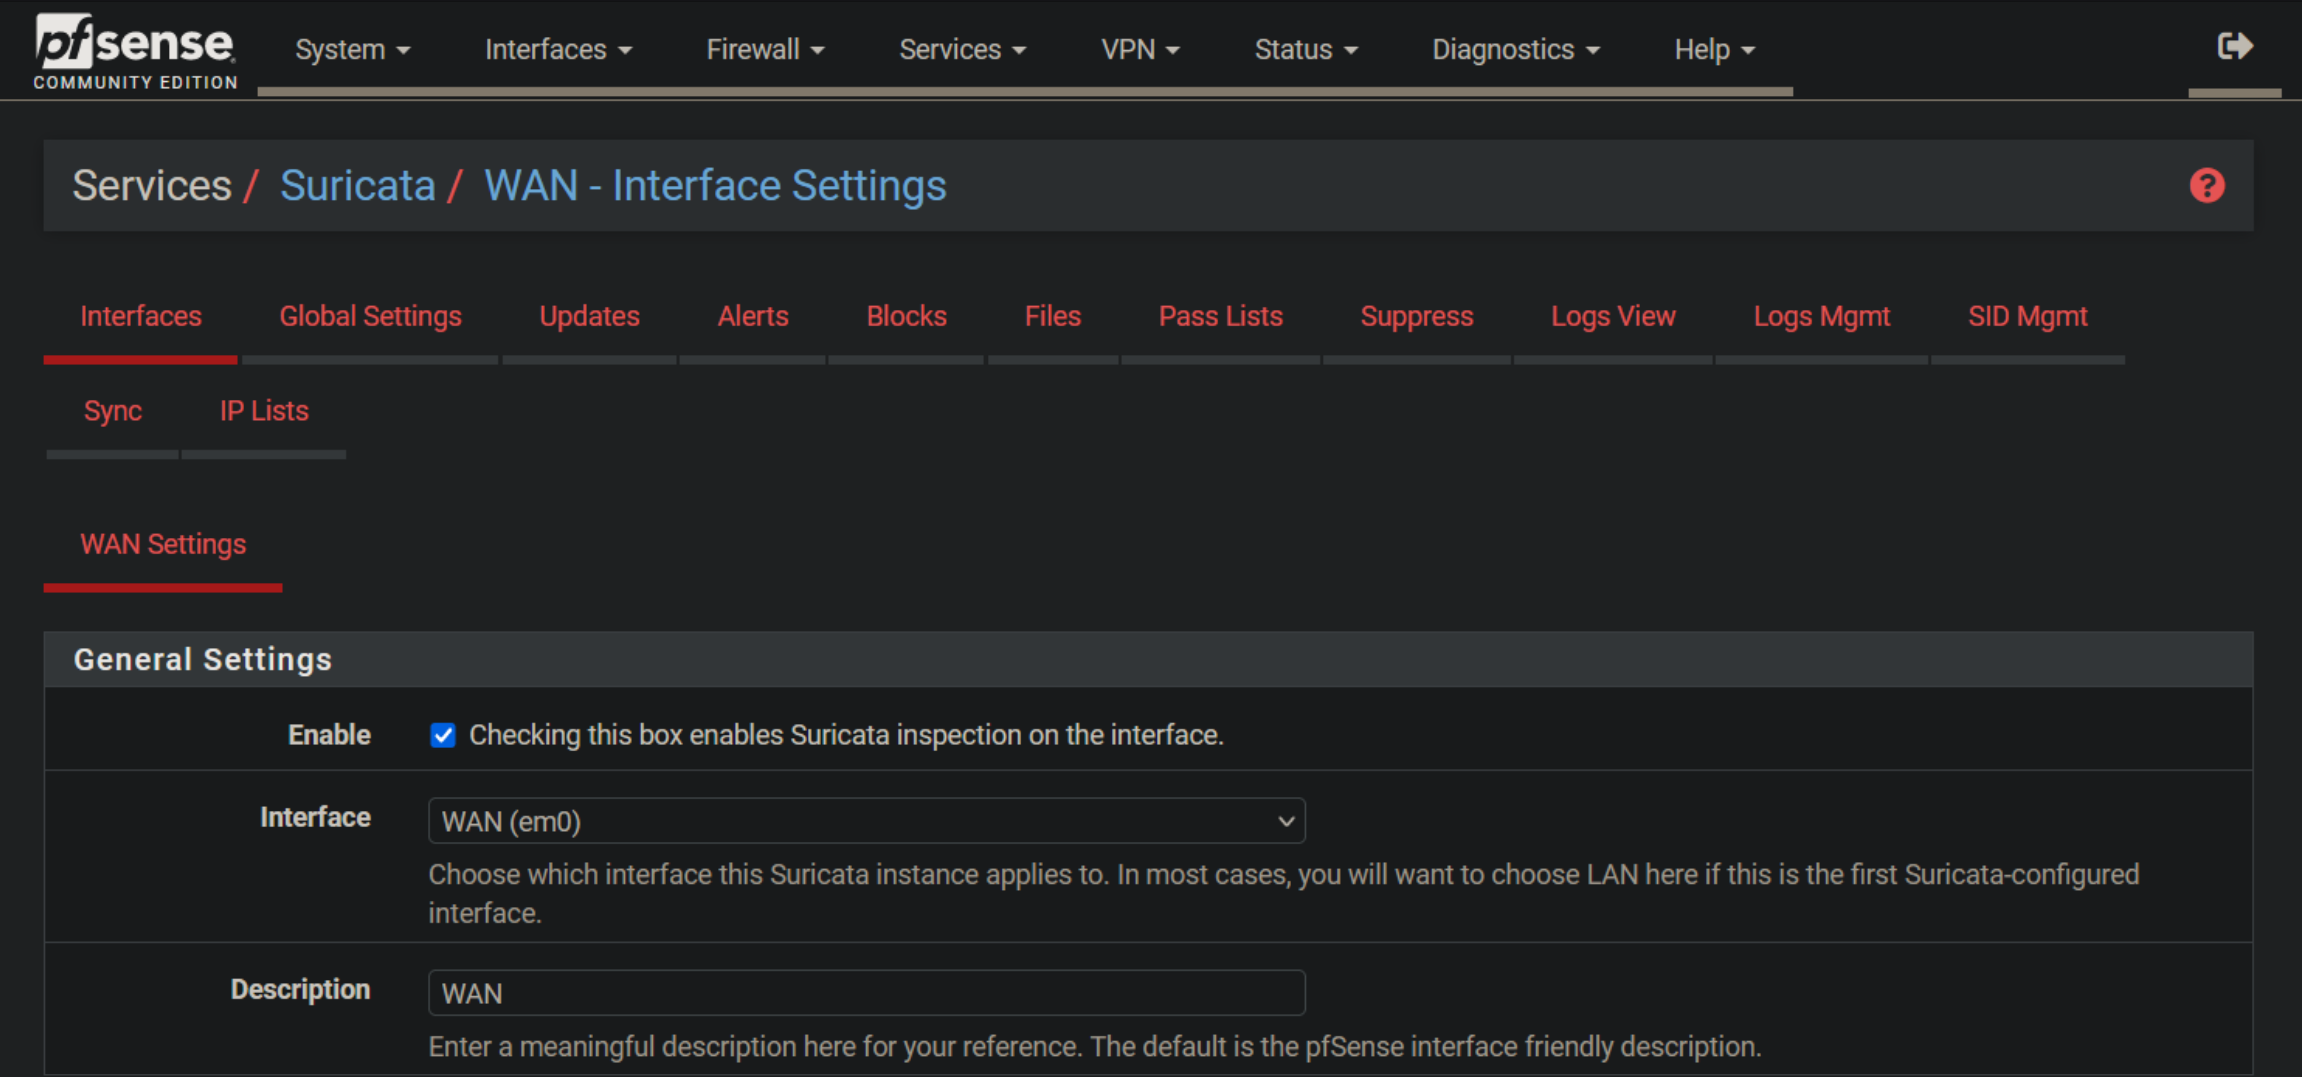 pfsense
COMMUNITY EDITION
System Interfaces Firewall Services VPN Status Diagnostics Help
Services / Suricata / WAN - Interface Settings
Interfaces Global Settings Updates Alerts Blocks Files Pass Lists Suppress Logs View Logs Mgmt SID Mgmt
Sync IP Lists
WAN Settings
General Settings
Enable Checking this box enables Suricata inspection on the interface.
Interface WAN (em0)
Choose which interface this Suricata instance applies to. In most cases, you will want to choose LAN here if this is the first Suricata-configured
interface.
Description WAN
Enter a meaningful description here for your reference. The default is the pfSense interface friendly description.